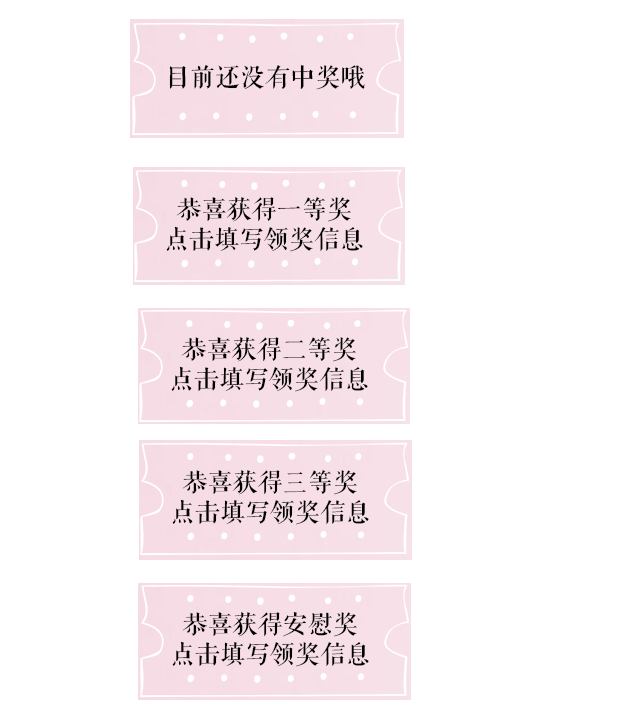 目前还没有中奖哦
恭喜获得一等奖
点击填写领奖信息
恭喜获得二等奖
点击填写领奖信息
恭喜获得三等奖
点击填写领奖信息
恭喜获得安慰奖
点击填写领奖信息